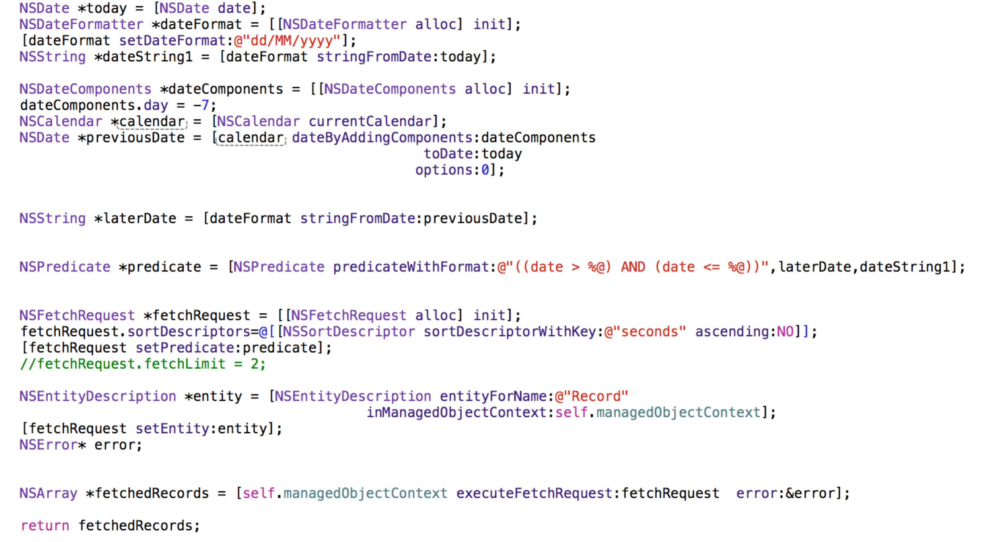 NSDate *today = [NSDate date];
NSDateFormatter *dateFormat = [[NSDateFormatter alloc] init];
[dateFormat setDateFormat:@"dd/MM/yyyy"];
NSString *dateString1 = [dateFormat stringFromDate:today];
NSDateComponents *dateComponents = [[NSDateComponents alloc] init];
dateComponents.day = -7;
NSCalendar *calendar = [NSCalendar currentCalendar];
NSDate *previousDate = [calendar dateByAddingComponents:dateComponents
toDate:today
options:0];
NSString *laterDate = [dateFormat stringFromDate:previousDate];
NSPredicate *predicate = [NSPredicate predicateWithFormat:@"((date > %@) AND (date <= %@))",laterDate,dateString1];
NSFetchRequest *fetchRequest = [[NSFetchRequest alloc] init];
fetchRequest.sortDescriptors=@[[NSSortDescriptor sortDescriptorWithKey:@"seconds" ascending:NO]];
[fetchRequest setPredicate:predicate];
//fetchRequest.fetchLimit = 2;
NSEntityDescription *entity = [NSEntityDescription entityForName:@"Record"
inManagedObjectContext:self.managedObjectContext];
[fetchRequest setEntity:entity];
NSError* error;
NSArray *fetchedRecords = [self.managedObjectContext executeFetchRequest:fetchRequest  error:&error];
return fetchedRecords;